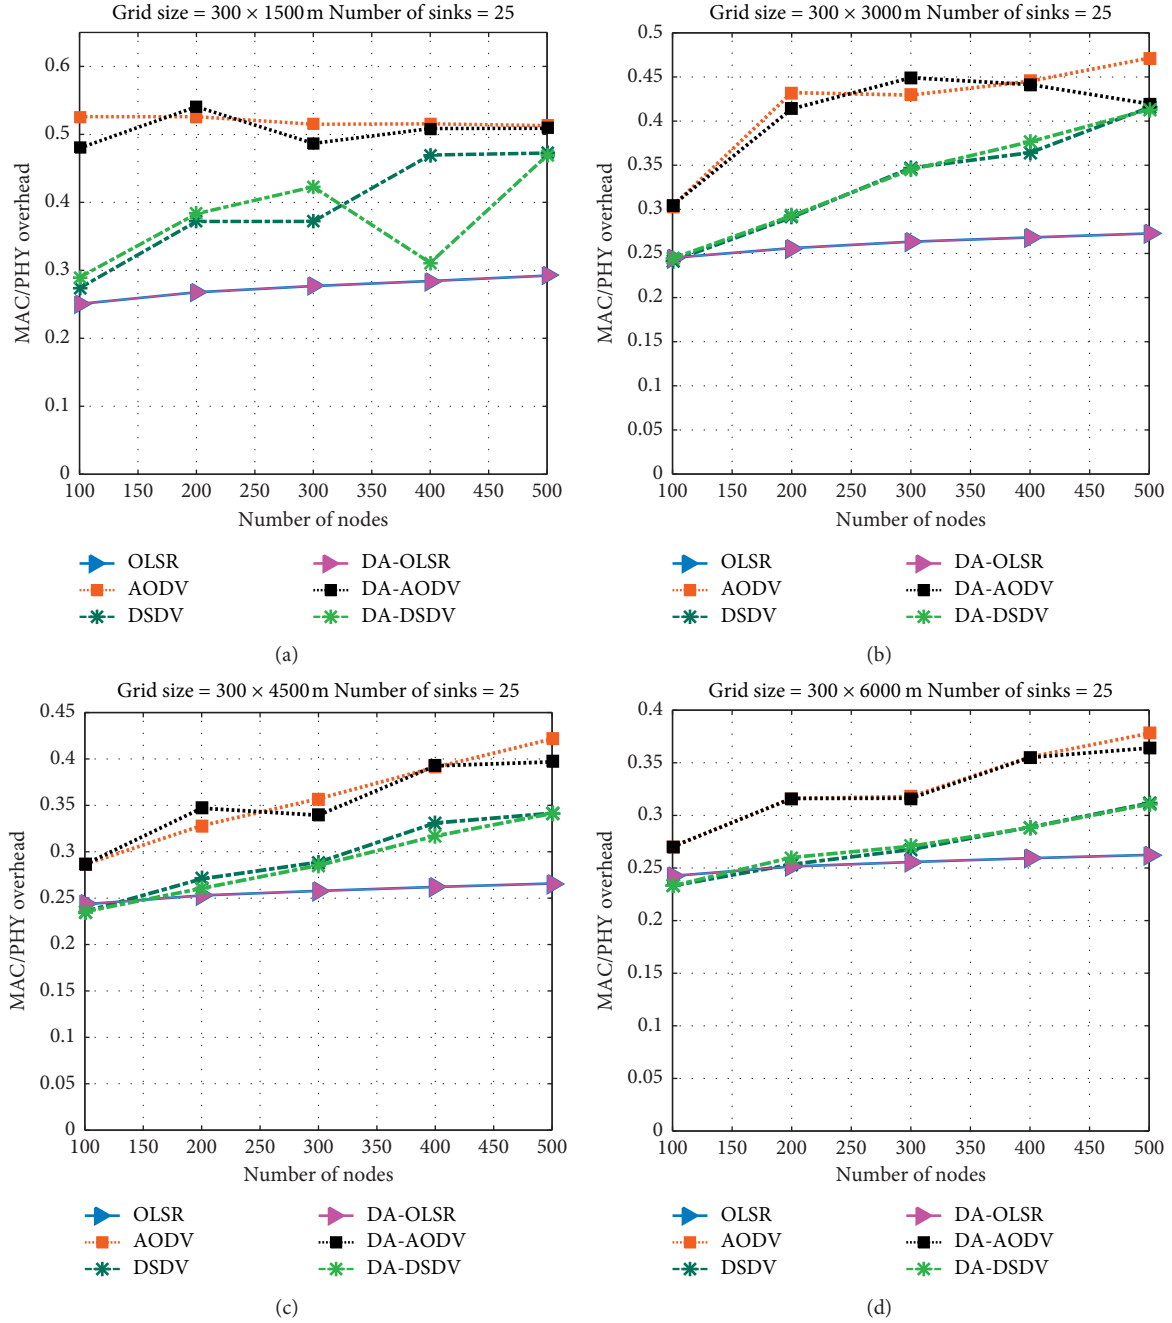 Grid size = 300 × 1500 m Number of sinks = 25
MAC/PHY overhead
0.6
0.5
0.4
0.3
0.2
0.1
0
100 150 200 250 300 350 400 450 500
Number of nodes
OLSR
AODV
DSDV
DA-OLSR
DA-AODV
DA-DSDV
(a)
Grid size = 300 × 3000 m Number of sinks = 25
MAC/PHY overhead
0.5
0.45
0.4
0.35
0.3
0.25
0.2
0.15
0.1
0.05
0
100 150 200 250 300 350 400 450 500
Number of nodes
OLSR
AODV
DSDV
DA-OLSR
DA-AODV
DA-DSDV
(b)
Grid size = 300 × 4500 m Number of sinks = 25
MAC/PHY overhead
0.45
0.4
0.35
0.3
0.25
0.2
0.15
0.1
0.05
0
100 150 200 250 300 350 400 450 500
Number of nodes
OLSR
AODV
DSDV
DA-OLSR
DA-AODV
DA-DSDV
(c)
Grid size = 300 × 6000 m Number of sinks = 25
MAC/PHY overhead
0.4
0.35
0.3
0.25
0.2
0.15
0.1
0.05
0
100 150 200 250 300 350 400 450 500
Number of nodes
OLSR
AODV
DSDV
DA-OLSR
DA-AODV
DA-DSDV
(d)